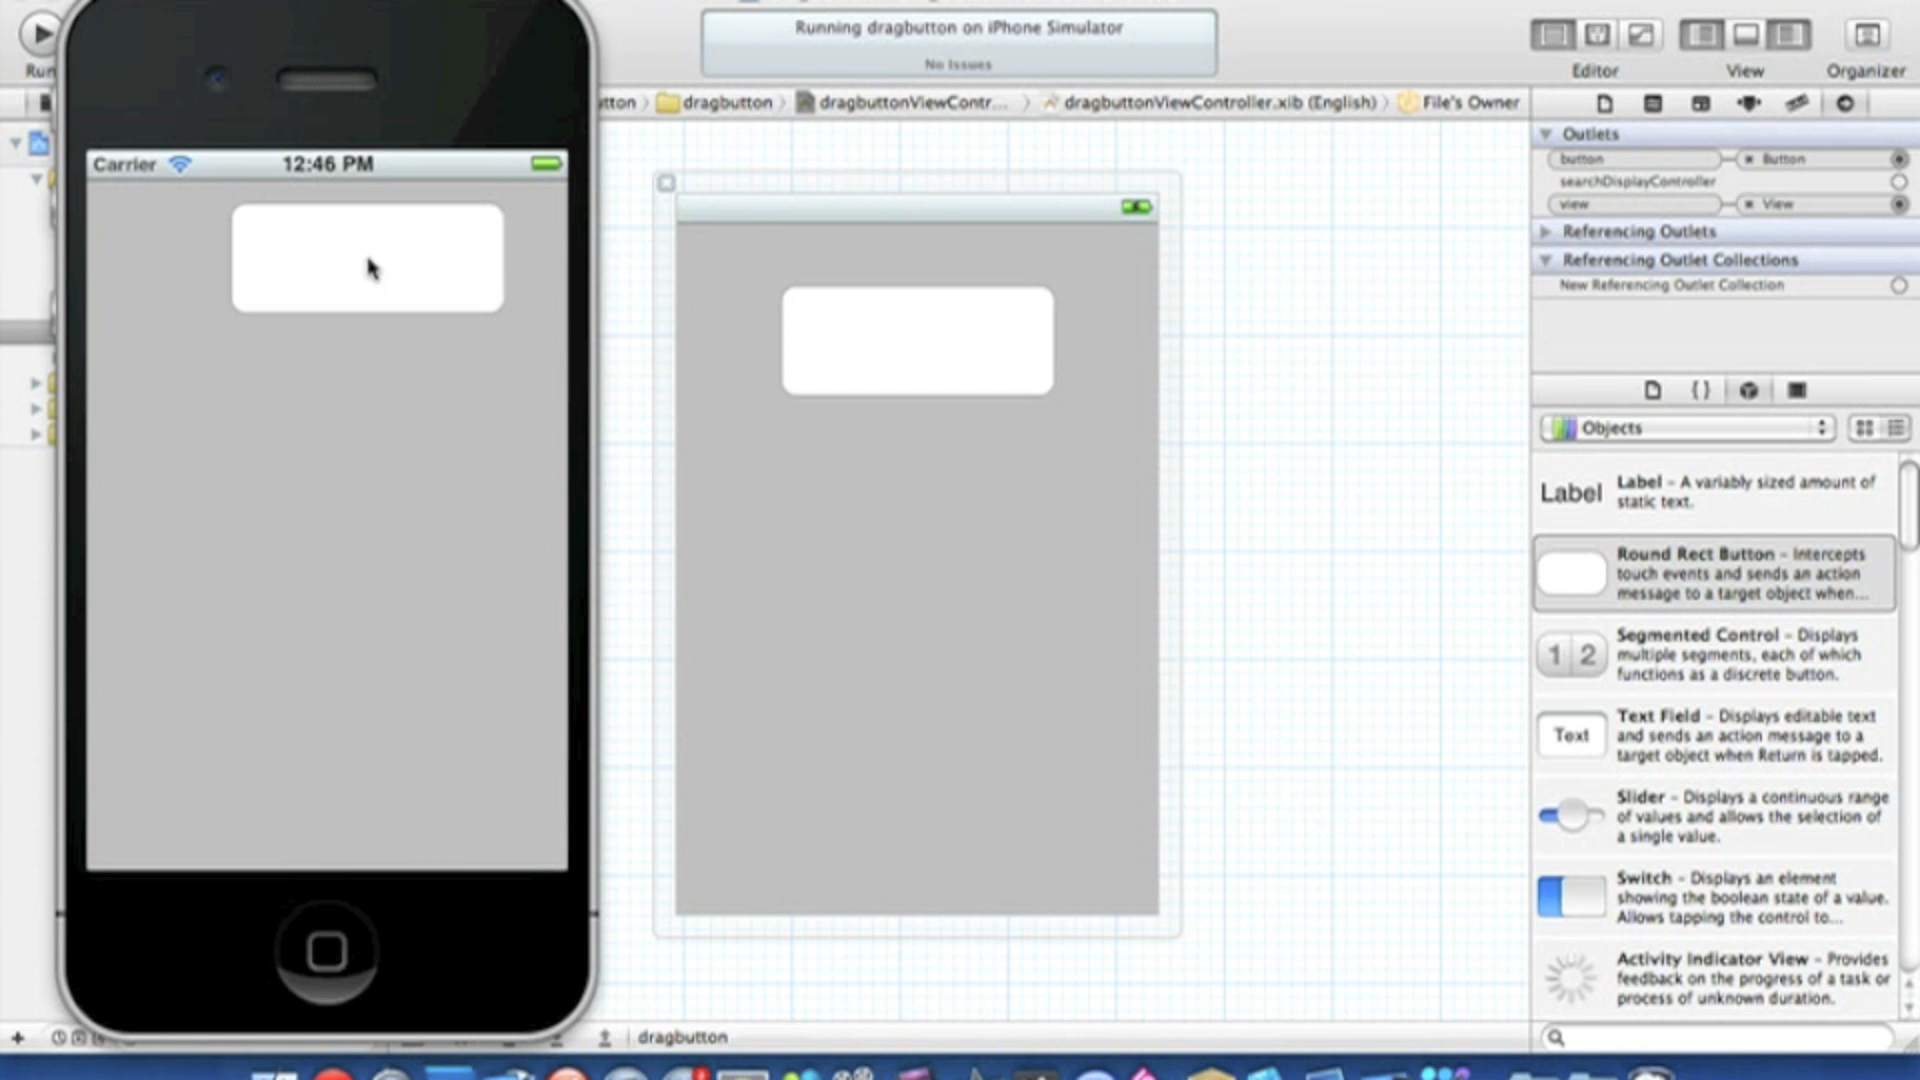 Running dragbutton on iPhone Simulator
No Issues
Run
Editor
View
Organizer
tton
dragbutton
dragbuttonViewContr...
dragbuttonViewController.xib (English)
File's Owner
Carrier
12:46 PM
Outlets
button
Button
searchDisplayController
view
View
Referencing Outlets
Referencing Outlet Collections
New Referencing Outlet Collection
{ }
Objects
Label
Label – A variably sized amount of
static text.
Round Rect Button – Intercepts
touch events and sends an action
message to a target object when...
1 2
Segmented Control – Displays
multiple segments, each of which
functions as a discrete button.
Text
Text Field – Displays editable text
and sends an action message to a
target object when Return is tapped.
Slider – Displays a continuous range
of values and allows the selection of
a single value.
Switch – Displays an element
showing the boolean state of a value.
Allows tapping the control to...
Activity Indicator View – Provides
feedback on the progress of a task or
process of unknown duration.
dragbutton